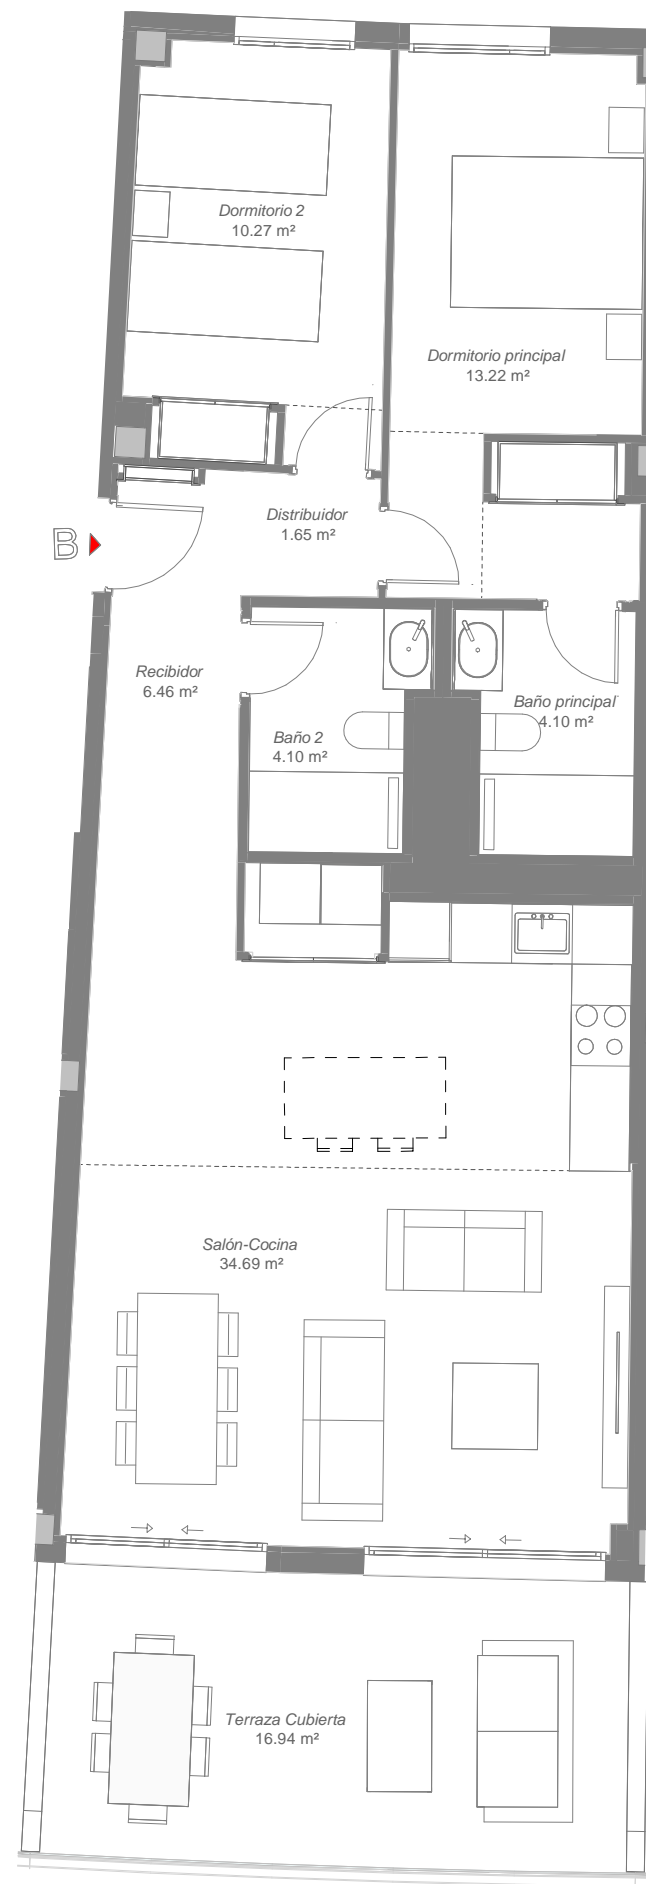 Dormitorio 2
10.27 m²
Dormitorio principal
13.22 m²
Distribuidor
1.65 m²
B
Recibidor
6.46 m²
Baño principal
4.10 m²
Baño 2
4.10 m²
Salón-Cocina
34.69 m²
Terraza Cubierta
16.94 m²